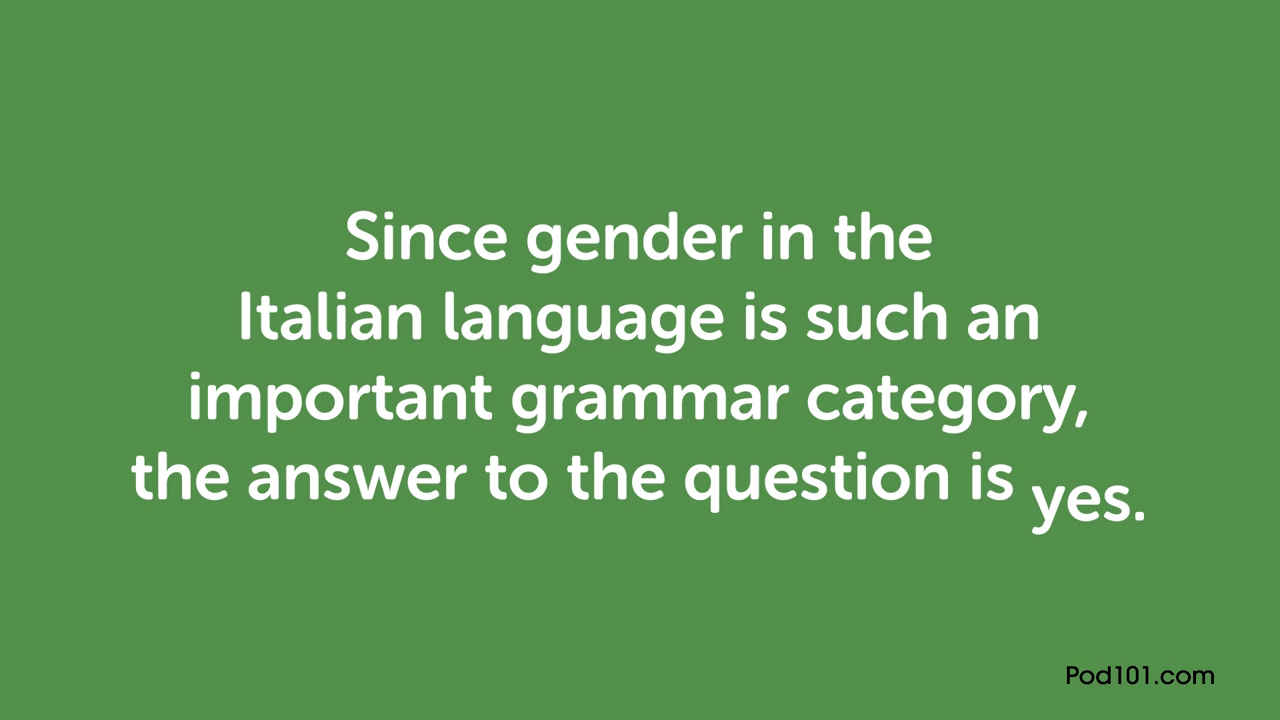 Since gender in the
Italian language is such an
important grammar category,
the answer to the question is yes.
Pod101.com